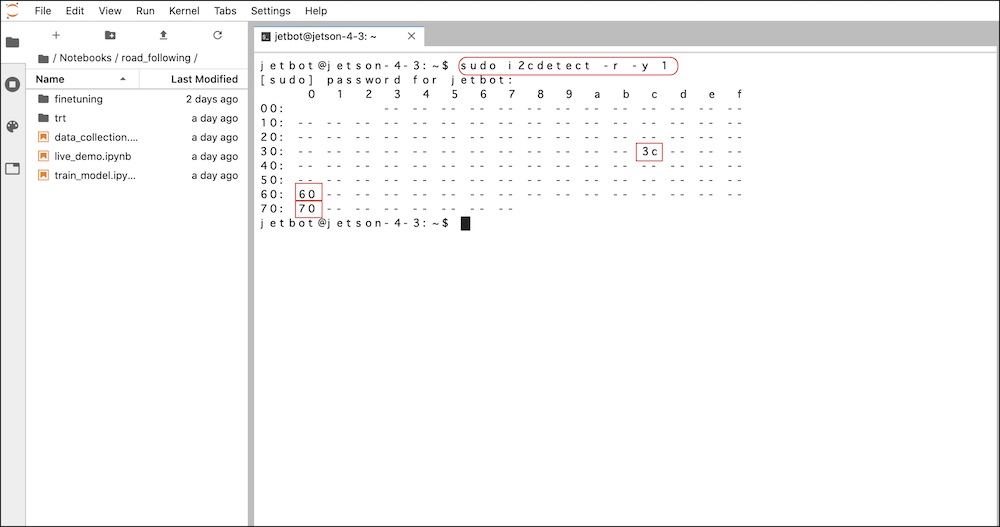 File Edit View Run Kernel Tabs Settings Help
/ Notebooks / road_following /
Name Last Modified
finetuning 2 days ago
trt a day ago
data_collection.... a day ago
live_demo.ipynb a day ago
train_model.ipy... a day ago
jetbot@jetson-4-3: ~
jetbot@jetson-4-3:~$ sudo i2cdetect -r -y 1
[sudo] password for jetbot:
     0  1  2  3  4  5  6  7  8  9  a  b  c  d  e  f
00:          -- -- -- -- -- -- -- -- -- -- -- -- --
10: -- -- -- -- -- -- -- -- -- -- -- -- -- -- -- --
20: -- -- -- -- -- -- -- -- -- -- -- -- -- -- -- --
30: -- -- -- -- -- -- -- -- -- -- -- -- 3c -- -- --
40: -- -- -- -- -- -- -- -- -- -- -- -- -- -- -- --
50: -- -- -- -- -- -- -- -- -- -- -- -- -- -- -- --
60: 60 -- -- -- -- -- -- -- -- -- -- -- -- -- -- --
70: 70 -- -- -- -- -- -- --
jetbot@jetson-4-3:~$